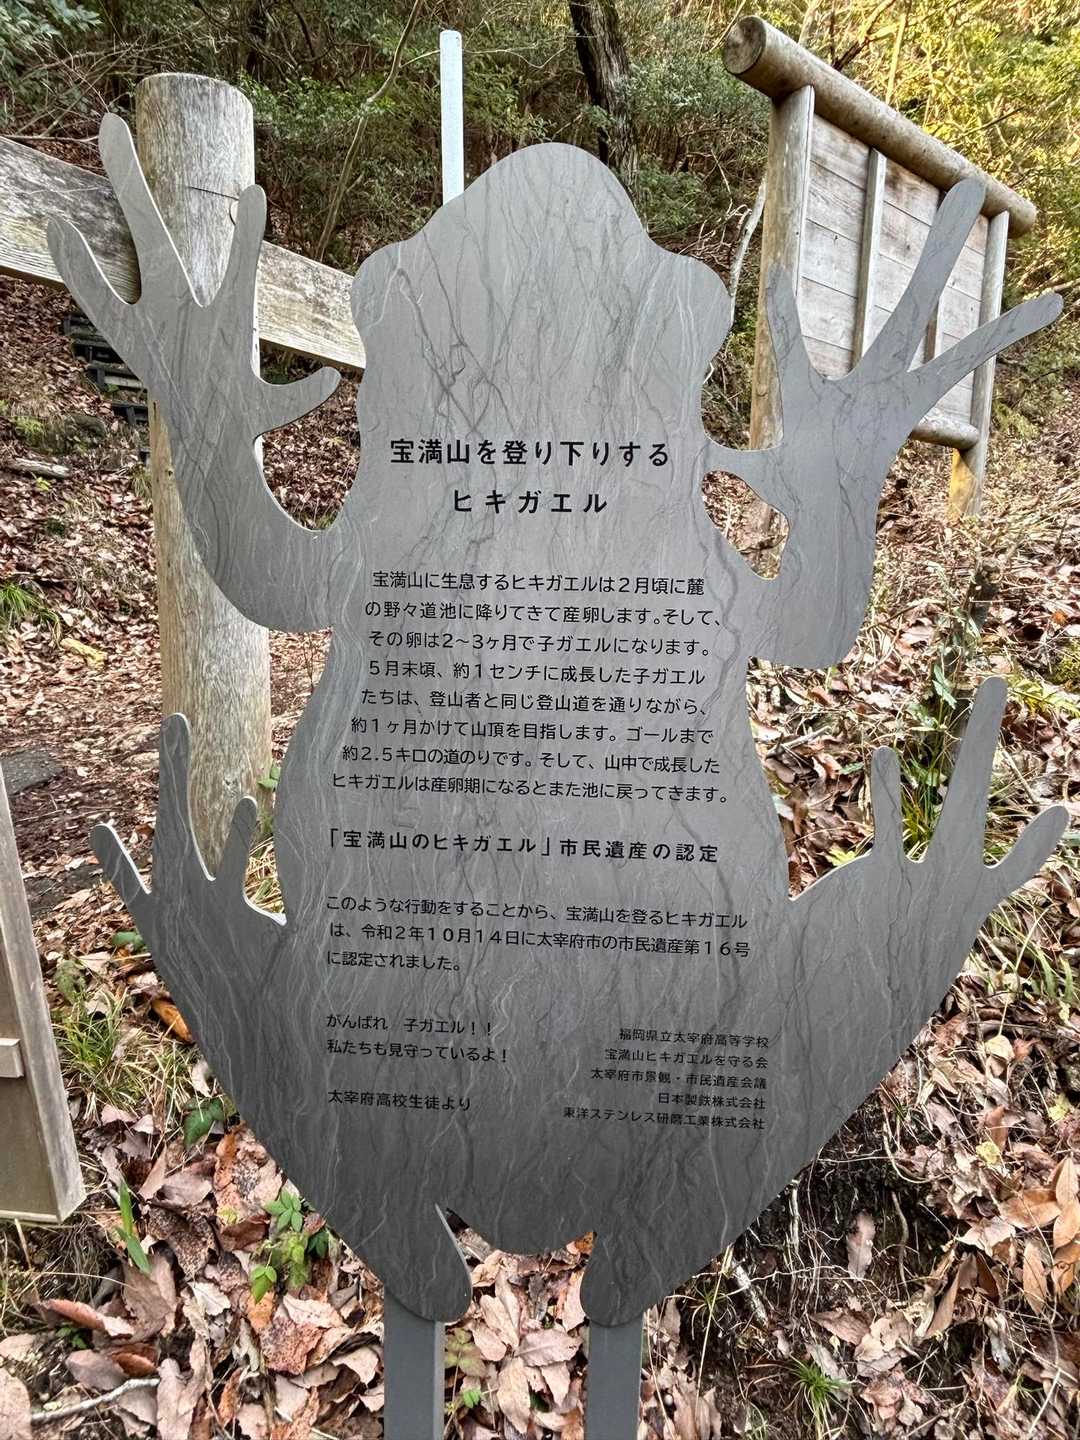 宝満山を登り下りする
ヒキガエル
宝満山に生息するヒキガエルは２月頃に麓
の野々道池に降りてきて産卵します。そして、
その卵は２〜３ヶ月で子ガエルになります。
５月末頃、約１センチに成長した子ガエル
たちは、登山者と同じ登山道を通りながら、
約１ヶ月かけて山頂を目指します。ゴールまで
約２.５キロの道のりです。そして、山中で成長した
ヒキガエルは産卵期になるとまた池に戻ってきます。
「宝満山のヒキガエル」市民遺産の認定
このような行動をすることから、宝満山を登るヒキガエル
は、令和２年１０月１４日に太宰府市の市民遺産第１６号
に認定されました。
がんばれ　子ガエル！！
私たちも見守っているよ！
太宰府高校生徒より
福岡県立太宰府高等学校
宝満山ヒキガエルを守る会
太宰府市景観・市民遺産会議
日本製鉄株式会社
東洋ステンレス研磨工業株式会社